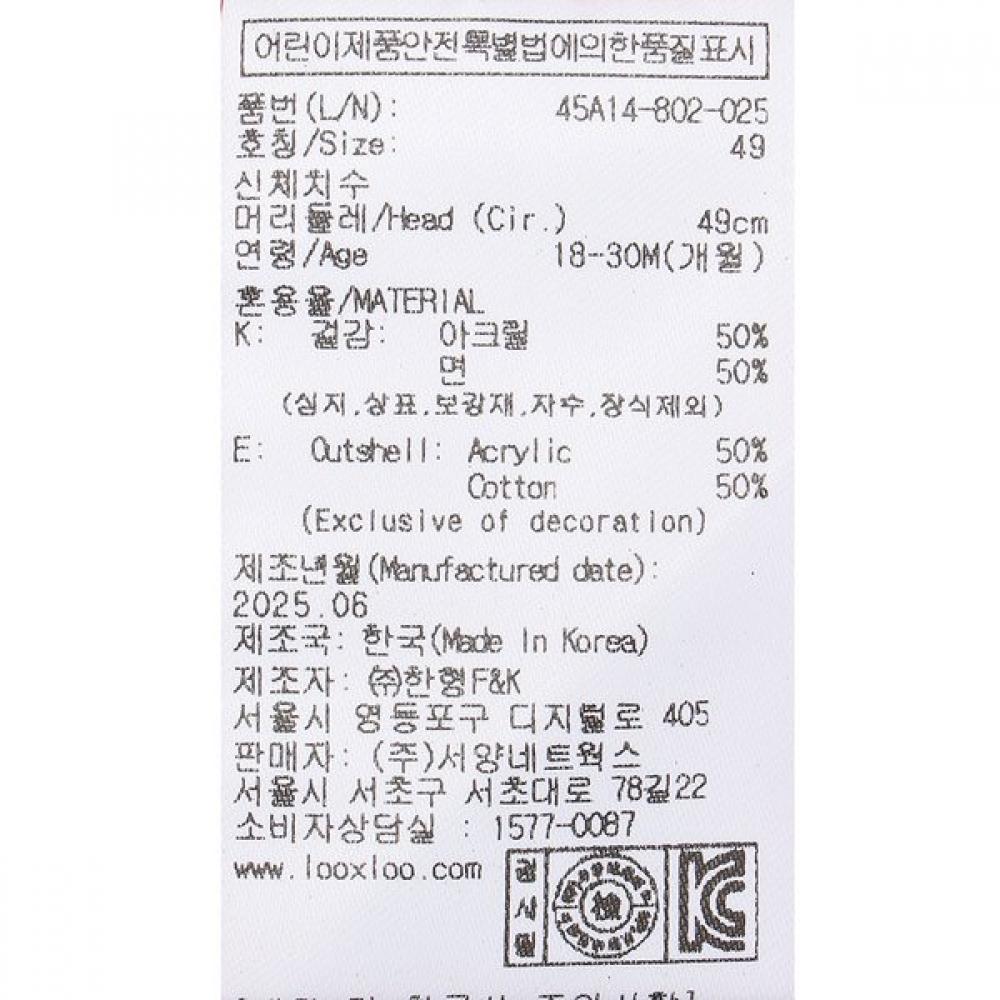 어린이제품안전특별법에의한품질표시
품번(L/N): 45A14-802-025
호칭/Size: 49
신체치수
머리둘레/Head (Cir.) 49cm
연령/Age 18-30M(개월)
혼용율/MATERIAL
K: 겉감: 아크릴 50%
면 50%
(심지,상표,보강재,자수,장식제외)
E: Outshell: Acrylic 50%
Cotton 50%
(Exclusive of decoration)
제조년월(Manufactured date):
2025.06
제조국: 한국(Made In Korea)
제조자: ㈜한형F&K
서울시 영등포구 디지털로 405
판매자: (주)서양네트웍스
서울시 서초구 서초대로 78길22
소비자상담실 : 1577-0087
www.looxloo.com
검사필
檢
KC